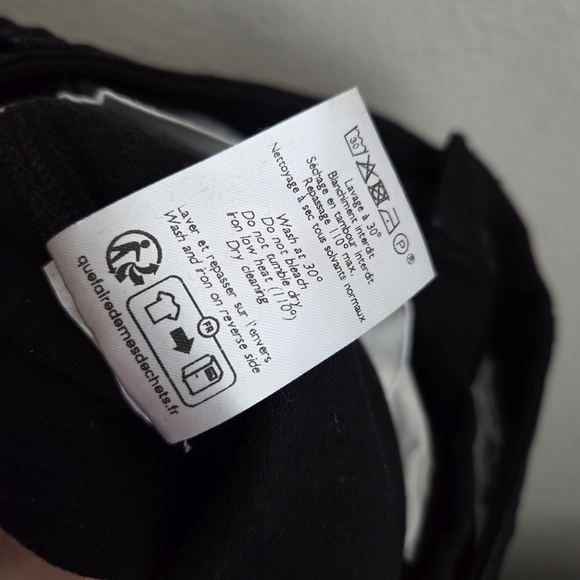 30
P
®
Lavage à 30°
Blanchiment interdit
Séchage en tambour interdit
Repassage 110° max.
Nettoyage à sec tous solvants normaux
Wash at 30°
Do not bleach
Do not tumble dry
Iron low heat (110°)
Dry cleaning
Laver et repasser sur l'envers
Wash and iron on reverse side
FR
quefairedemesdechets.fr